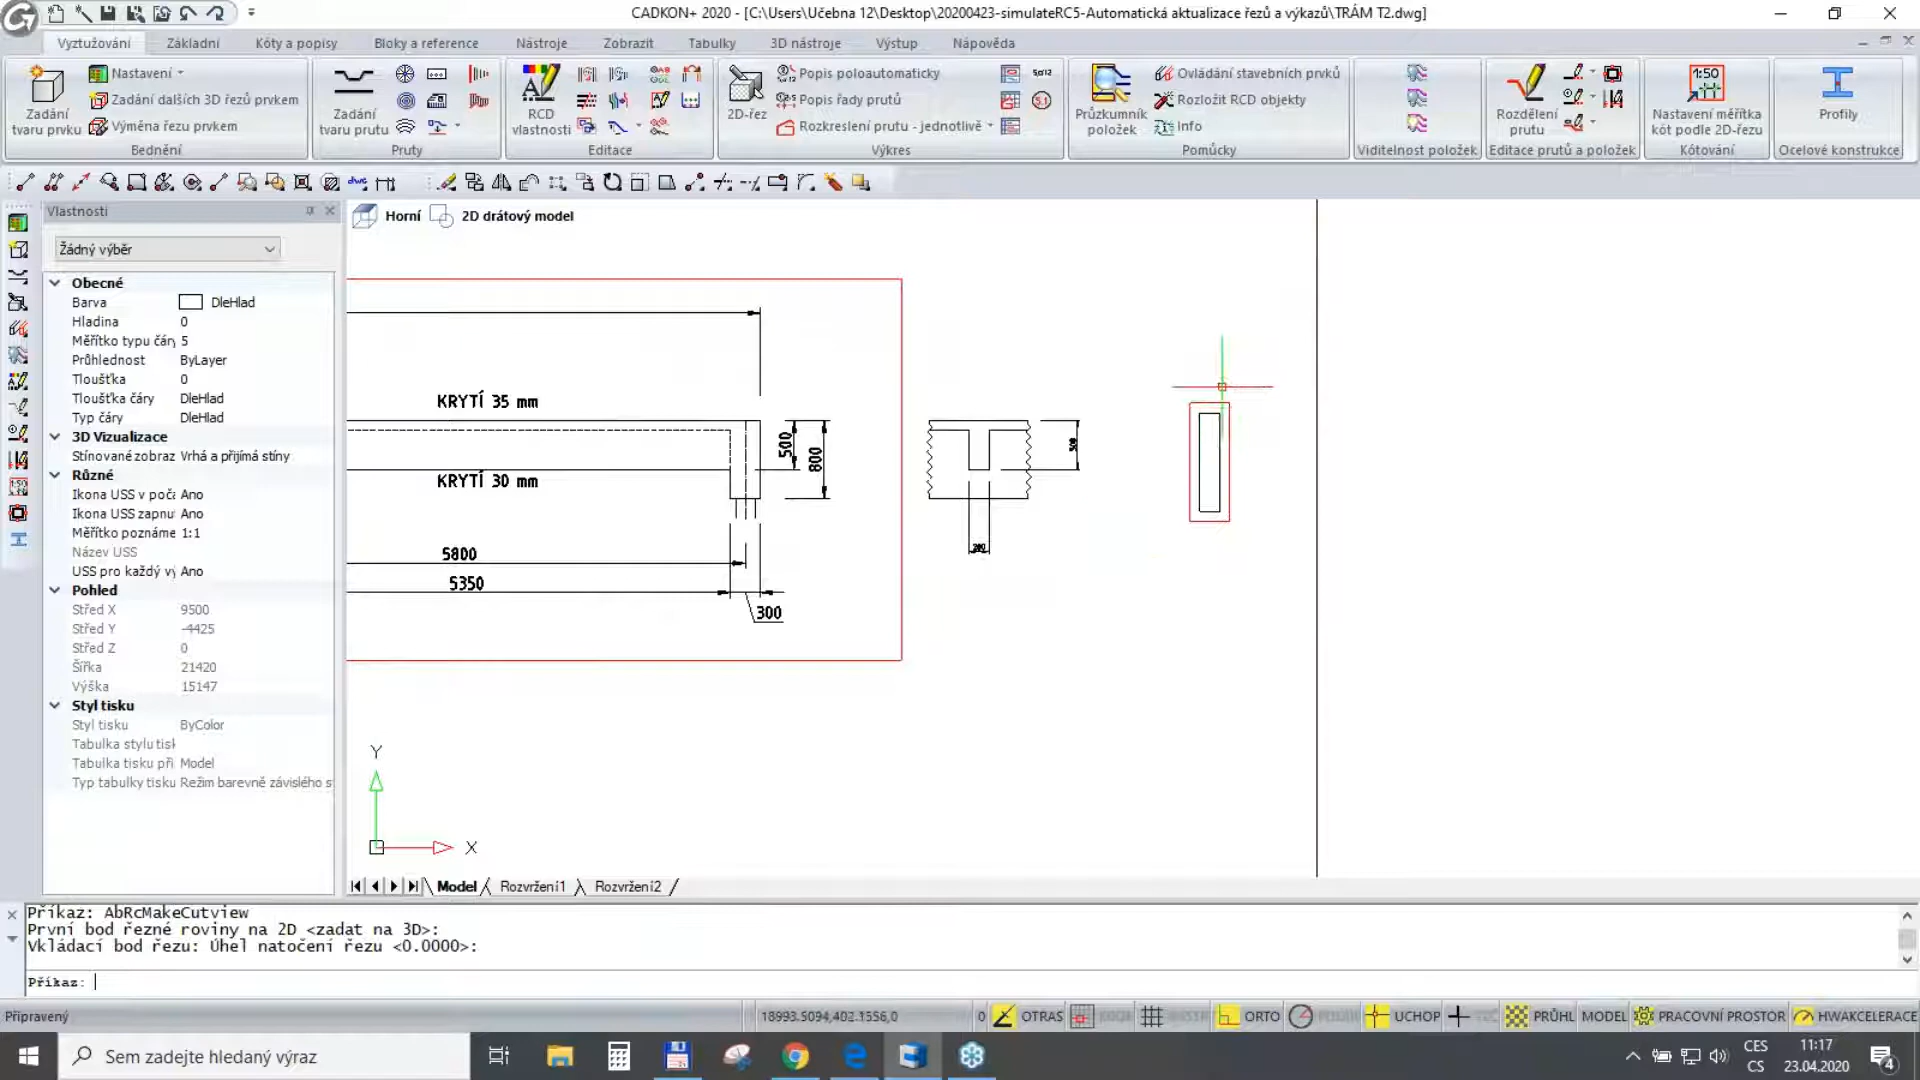 CADKON+ 2020 - [C:\Users\Učebna 12\Desktop\20200423-simulateRC5-Automatická aktualizace řezů a výkazů\TRÁM T2.dwg]
Vyztužování Základní Kóty a popisy Bloky a reference Nástroje Zobrazit Tabulky 3D nástroje Výstup Nápověda
Zadání tvaru prvku
Nastavení
Zadání dalších 3D řezů prvkem
Výměna řezu prvkem
Bednění
Zadání tvaru prutu
Pruty
RCD vlastnosti
Editace
2D-řez
Popis poloautomaticky
Popis řady prutů
Rozkreslení prutu - jednotlivě
Výkres
Průzkumník položek
Ovládání stavebních prvků
Rozložit RCD objekty
Info
Pomůcky
Viditelnost položek
Rozdělení prutu
Editace prutů a položek
1:50
Nastavení měřítka kót podle 2D-řezu
Kótování
Profily
Ocelové konstrukce
Vlastnosti
Žádný výběr
Obecné
Barva DleHlad
Hladina 0
Měřítko typu čáry 5
Průhlednost ByLayer
Tloušťka 0
Tloušťka čáry DleHlad
Typ čáry DleHlad
3D Vizualizace
Stínované zobraz Vrhá a přijímá stíny
Různé
Ikona USS v poča Ano
Ikona USS zapnu Ano
Měřítko poznáme 1:1
Název USS
USS pro každý vý Ano
Pohled
Střed X 9500
Střed Y -4425
Střed Z 0
Šířka 21420
Výška 15147
Styl tisku
Styl tisku ByColor
Tabulka stylu tisk
Tabulka tisku při Model
Typ tabulky tisku Režim barevně závislého s
Horní 2D drátový model
KRYTÍ 35 mm
KRYTÍ 30 mm
500
800
5800
5350
300
Y
X
Model Rozvržení1 Rozvržení2
Příkaz: AbRcMakeCutview
První bod řezné roviny na 2D <zadat na 3D>:
Vkládací bod řezu: Úhel natočení řezu <0.0000>:
Příkaz:
Připravený 18993.5094,402.1556,0 0 OTRAS ORTO UCHOP PRŮHL MODEL PRACOVNÍ PROSTOR HWAKCELERACE
Sem zadejte hledaný výraz
CES
CS
11:17
23.04.2020
4